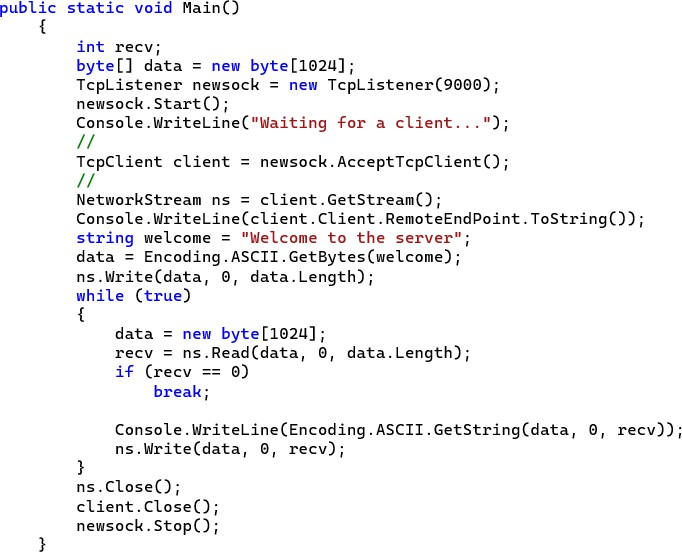 public static void Main()
{
int recv;
byte[] data = new byte[1024];
TcpListener newsock = new TcpListener(9000);
newsock.Start();
Console.WriteLine("Waiting for a client...");
//
TcpClient client = newsock.AcceptTcpClient();
//
NetworkStream ns = client.GetStream();
Console.WriteLine(client.Client.RemoteEndPoint.ToString());
string welcome = "Welcome to the server";
data = Encoding.ASCII.GetBytes(welcome);
ns.Write(data, 0, data.Length);
while (true)
{
data = new byte[1024];
recv = ns.Read(data, 0, data.Length);
if (recv == 0)
break;
Console.WriteLine(Encoding.ASCII.GetString(data, 0, recv));
ns.Write(data, 0, recv);
}
ns.Close();
client.Close();
newsock.Stop();
}